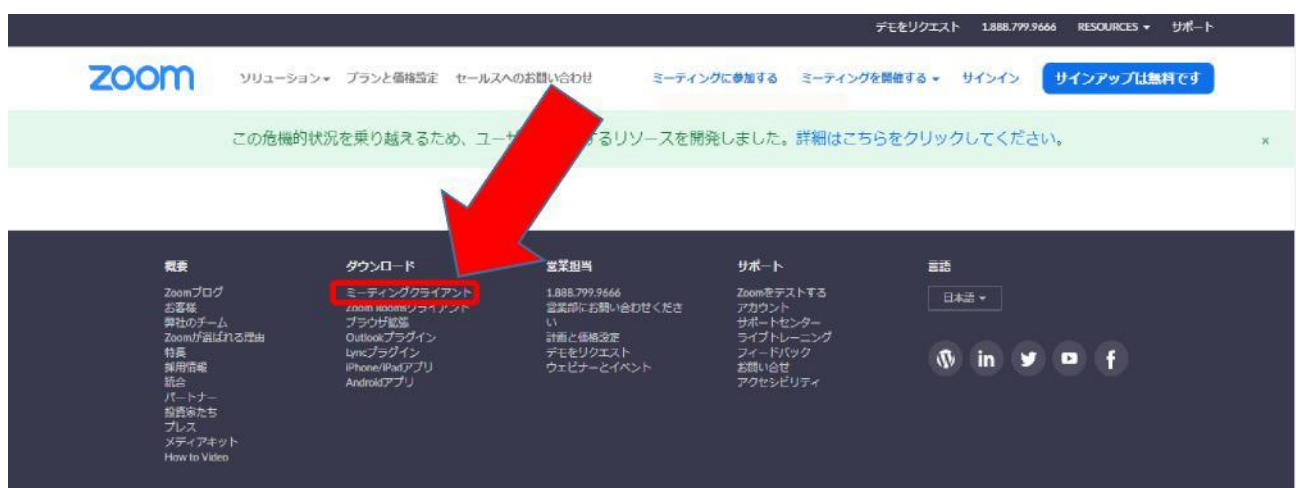 デモをリクエスト 1.888.799.9666 RESOURCES サポート
zoom ソリューション プランと価格設定 セールスへのお問い合わせ ミーティングに参加する ミーティングを開催する サインイン サインアップは無料です
この危機的状況を乗り越えるため、ユー するリソースを開発しました。詳細はこちらをクリックしてください。 ×
概要
Zoomブログ
お客様
弊社のチーム
Zoomが選ばれる理由
特長
採用情報
統合
パートナー
投資家たち
プレス
メディアキット
How to Video
ダウンロード
ミーティングクライアント
Zoom Roomsクライアント
ブラウザ拡張
Outlookプラグイン
Lyncプラグイン
iPhone/iPadアプリ
Androidアプリ
営業担当
1.888.799.9666
営業部にお問い合わせくださ
い
計画と価格設定
デモをリクエスト
ウェビナーとイベント
サポート
Zoomをテストする
アカウント
サポートセンター
ライブトレーニング
フィードバック
お問い合せ
アクセシビリティ
言語
日本語
in f